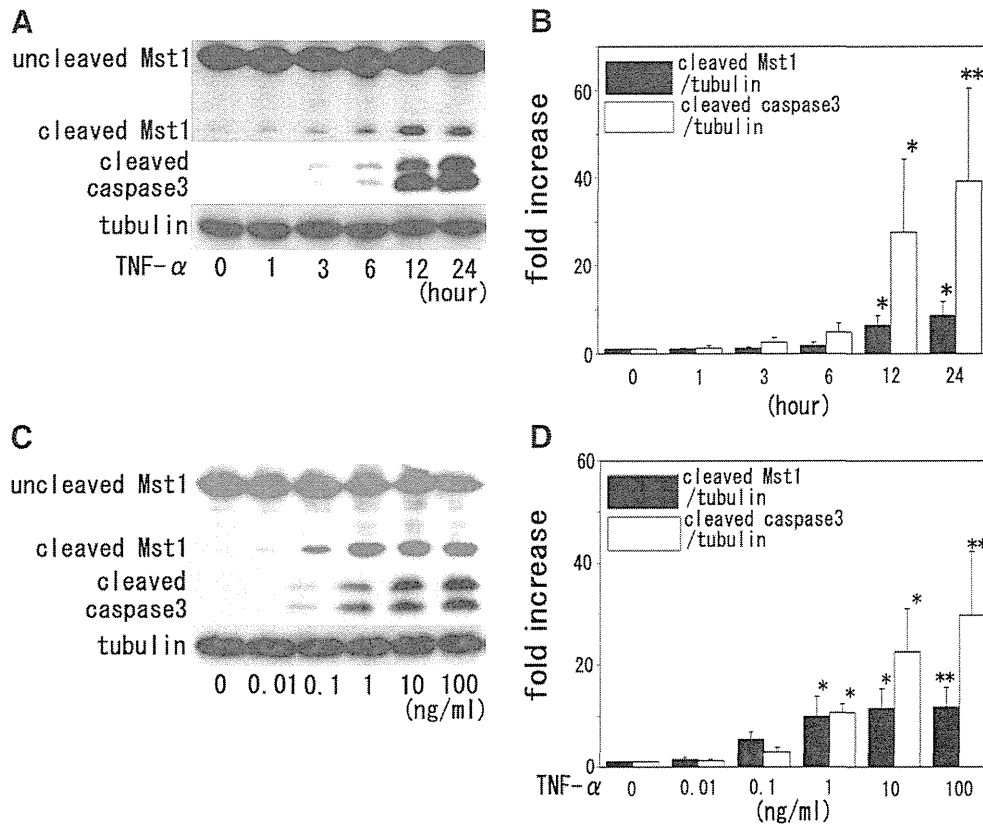 A
uncleaved Mst1
cleaved Mst1
cleaved
caspase3
tubulin
TNF-α 0 1 3 6 12 24
(hour)
B
fold increase
60
40
20
0
cleaved Mst1
/tubulin
cleaved caspase3
/tubulin
*
*
*
**
0 1 3 6 12 24
(hour)
C
uncleaved Mst1
cleaved Mst1
cleaved
caspase3
tubulin
0 0.01 0.1 1 10 100
(ng/ml)
D
fold increase
60
40
20
0
cleaved Mst1
/tubulin
cleaved caspase3
/tubulin
*
*
*
*
**
**
TNF-α 0 0.01 0.1 1 10 100
(ng/ml)